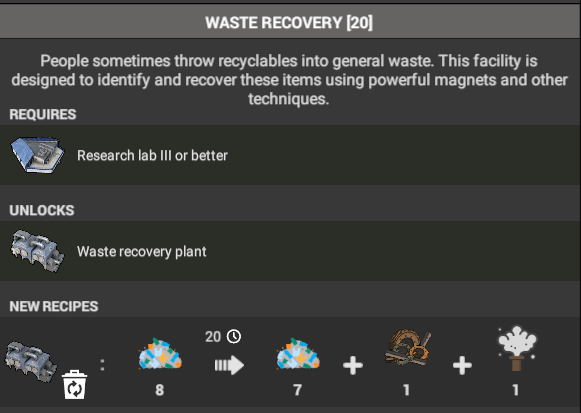 WASTE RECOVERY [20]
People sometimes throw recyclables into general waste. This facility is
designed to identify and recover these items using powerful magnets and other
techniques.
REQUIRES
Research lab III or better
UNLOCKS
Waste recovery plant
NEW RECIPES
20
:
8
7
1
1